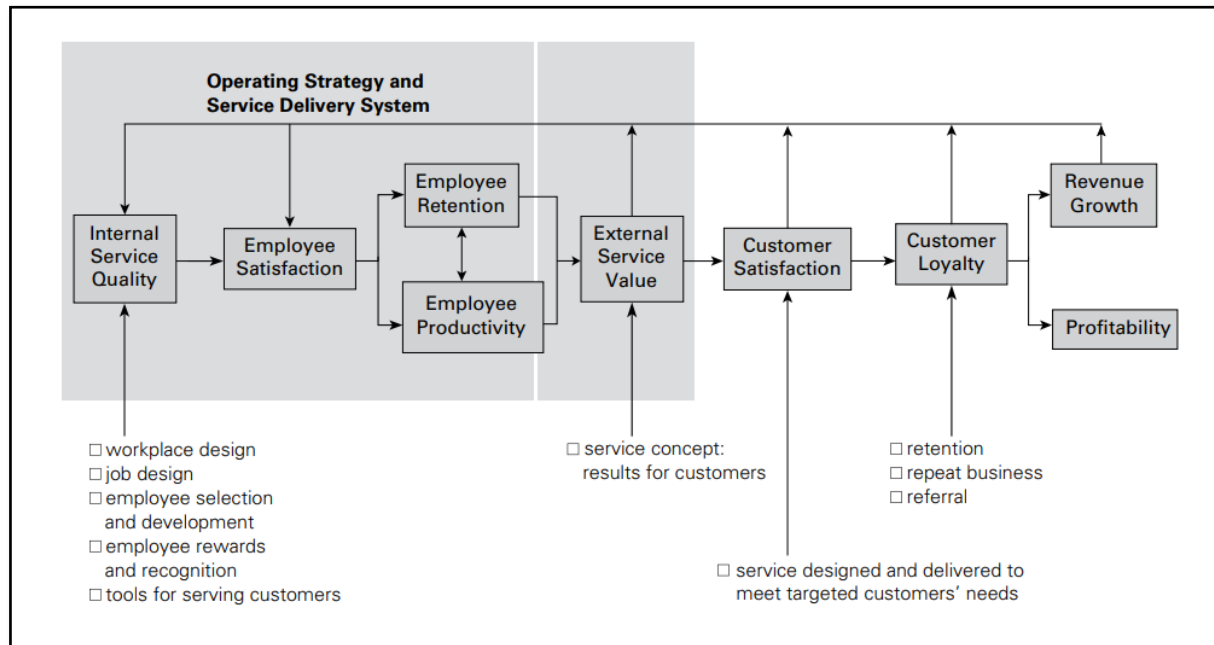 Operating Strategy and
Service Delivery System
Internal
Service
Quality
Employee
Satisfaction
Employee
Retention
Employee
Productivity
External
Service
Value
Customer
Satisfaction
Customer
Loyalty
Revenue
Growth
Profitability
□ workplace design
□ job design
□ employee selection
and development
□ employee rewards
and recognition
□ tools for serving customers
□ service concept:
results for customers
□ service designed and delivered to
meet targeted customers’ needs
□ retention
□ repeat business
□ referral